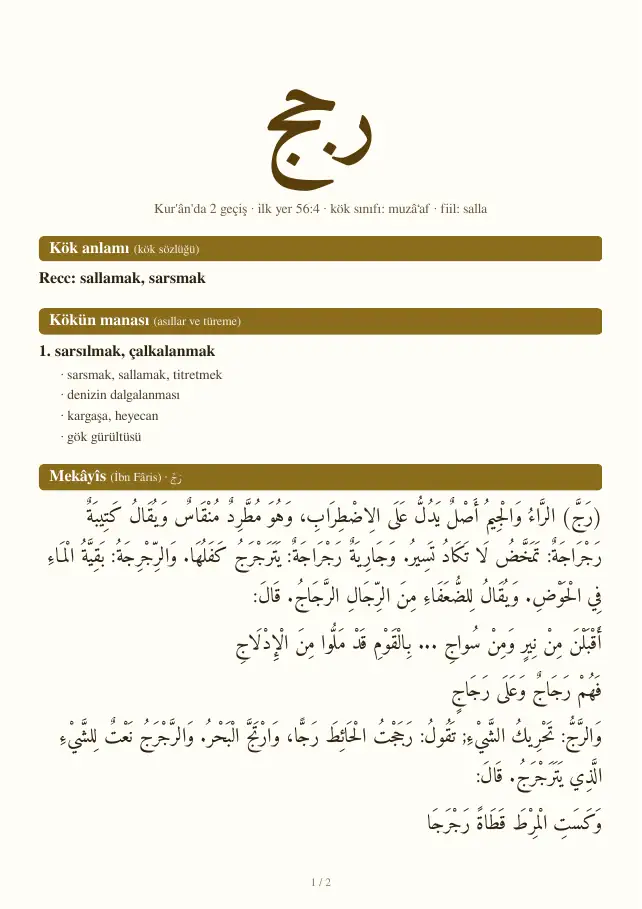 رجج
Kur'ân'da 2 geçiş · ilk yer 56:4 · kök sınıfı: muzâ'af · fiil: salla
Kök anlamı (kök sözlüğü)
Recc: sallamak, sarsmak
Kökün manası (asıllar ve türeme)
1. sarsılmak, çalkalanmak
· sarsmak, sallamak, titretmek
· denizin dalgalanması
· kargaşa, heyecan
· gök gürültüsü
Mekâyîs (İbn Fâris) · رَجَّ
(رَجَّ) الرَّاءُ وَالْجِيمُ أَصْلٌ يَدُلُّ عَلَى الِاضْطِرَابِ، وَهُوَ مُطَّرِدٌ مُنْقَاسٌ وَيُقَالُ كَتِيبَةٌ
رَجْرَاجَةٌ: تَمَخَّضُ لَا تَكَادُ تَسِيرُ. وَجَارِيَةٌ رَجْرَاجَةٌ: يَتَرَجْرَجُ كَفَلُهَا. وَالرِّجْرِجَةُ: بَقِيَّةُ الْمَاءِ
فِي الْحَوْضِ. وَيُقَالُ لِلضُّعَفَاءِ مِنَ الرِّجَالِ الرَّجَاجُ. قَالَ:
أَقْبَلْنَ مِنْ نِيرٍ وَمِنْ سُواجِ ... بِالْقَوْمِ قَدْ مَلُّوا مِنَ الْإِدْلَاجِ
فَهُمْ رَجَاجٌ وَعَلَى رَجَاجٍ
وَالرَّجُّ: تَحْرِيكُ الشَّيْءِ; تَقُولُ: رَجَجْتُ الْحَائِطَ رَجًّا، وَارْتَجَّ الْبَحْرُ. وَالرَّجْرَجُ نَعْتٌ لِلشَّيْءِ
الَّذِي يَتَرَجْرَجُ. قَالَ:
وَكَسَتِ الْمِرْطَ قَطَاةً رَجْرَجَا
1 / 2